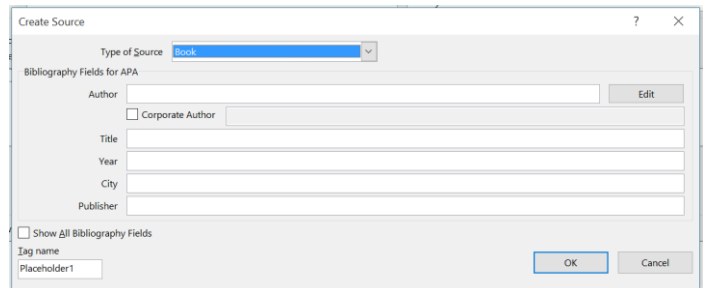 Create Source ? ×
Type of Source Book
Bibliography Fields for APA
Author Edit
Corporate Author
Title
Year
City
Publisher
Show All Bibliography Fields
Tag name
Placeholder1
OK Cancel